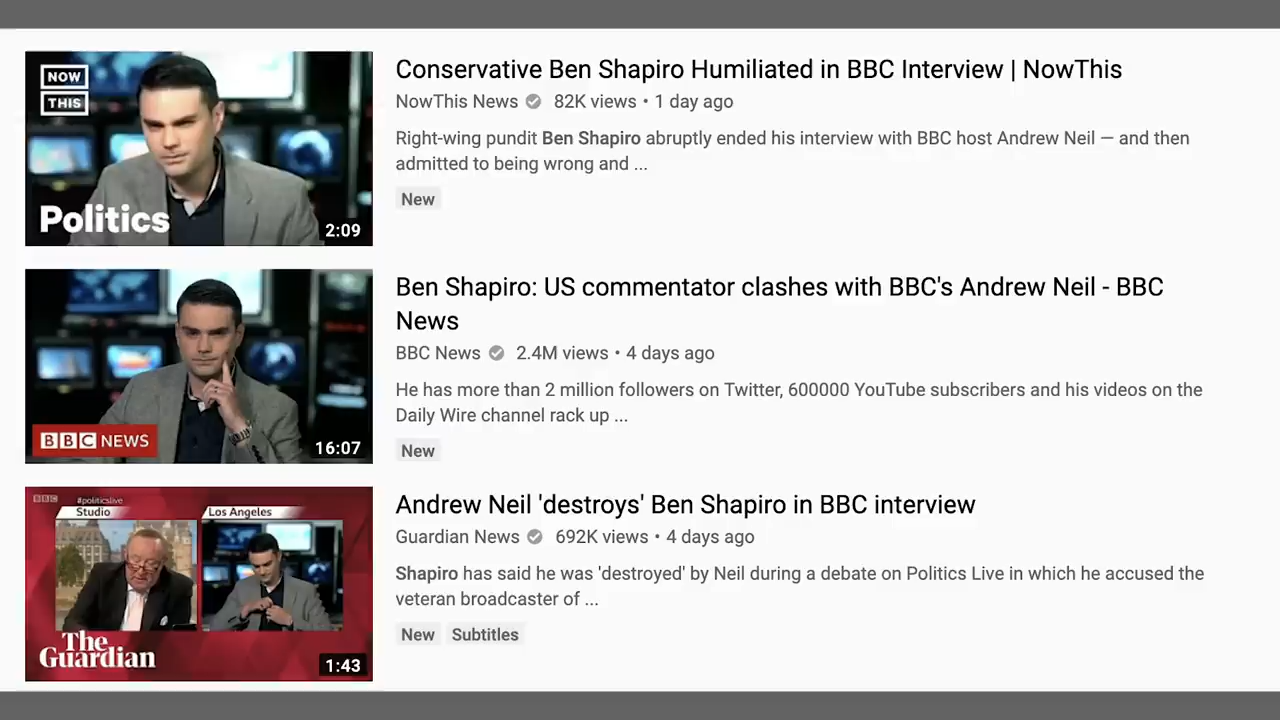 NOW
THIS
Politics
2:09
Conservative Ben Shapiro Humiliated in BBC Interview | NowThis
NowThis News 82K views • 1 day ago
Right-wing pundit Ben Shapiro abruptly ended his interview with BBC host Andrew Neil — and then
admitted to being wrong and ...
New
BBC NEWS
16:07
Ben Shapiro: US commentator clashes with BBC's Andrew Neil - BBC
News
BBC News 2.4M views • 4 days ago
He has more than 2 million followers on Twitter, 600000 YouTube subscribers and his videos on the
Daily Wire channel rack up ...
New
BBC #politicslive
Studio Los Angeles
The
Guardian
1:43
Andrew Neil 'destroys' Ben Shapiro in BBC interview
Guardian News 692K views • 4 days ago
Shapiro has said he was 'destroyed' by Neil during a debate on Politics Live in which he accused the
veteran broadcaster of ...
New Subtitles